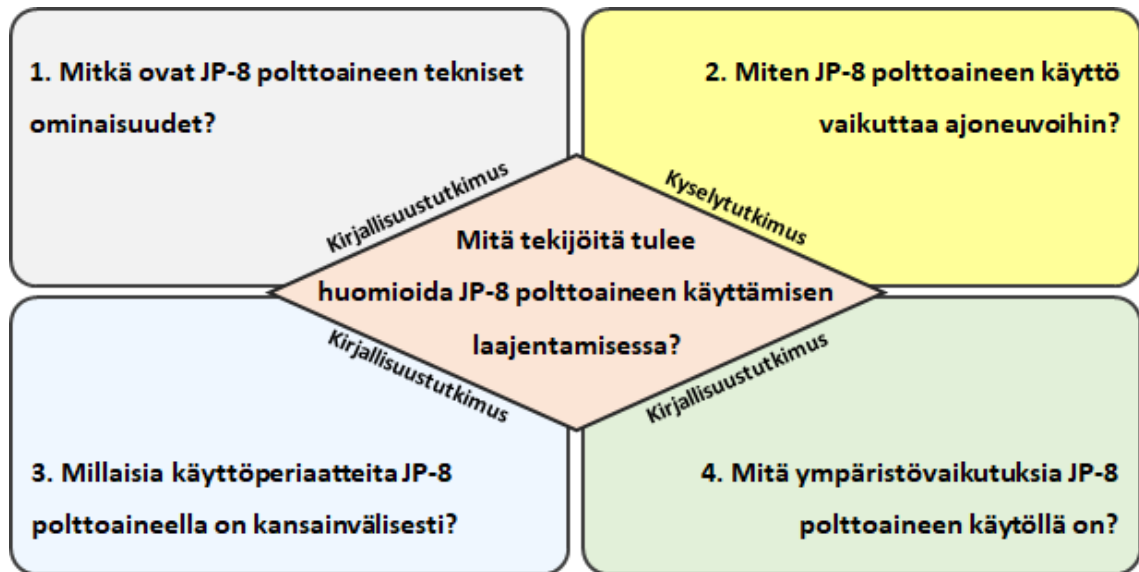 1. Mitkä ovat JP-8 polttoaineen tekniset
ominaisuudet?
2. Miten JP-8 polttoaineen käyttö
vaikuttaa ajoneuvoihin?
Kirjallisuustutkimus
Kyselytutkimus
Mitä tekijöitä tulee
huomioida JP-8 polttoaineen käyttämisen
laajentamisessa?
Kirjallisuustutkimus
Kirjallisuustutkimus
3. Millaisia käyttöperiaatteita JP-8
polttoaineella on kansainvälisesti?
4. Mitä ympäristövaikutuksia JP-8
polttoaineen käytöllä on?